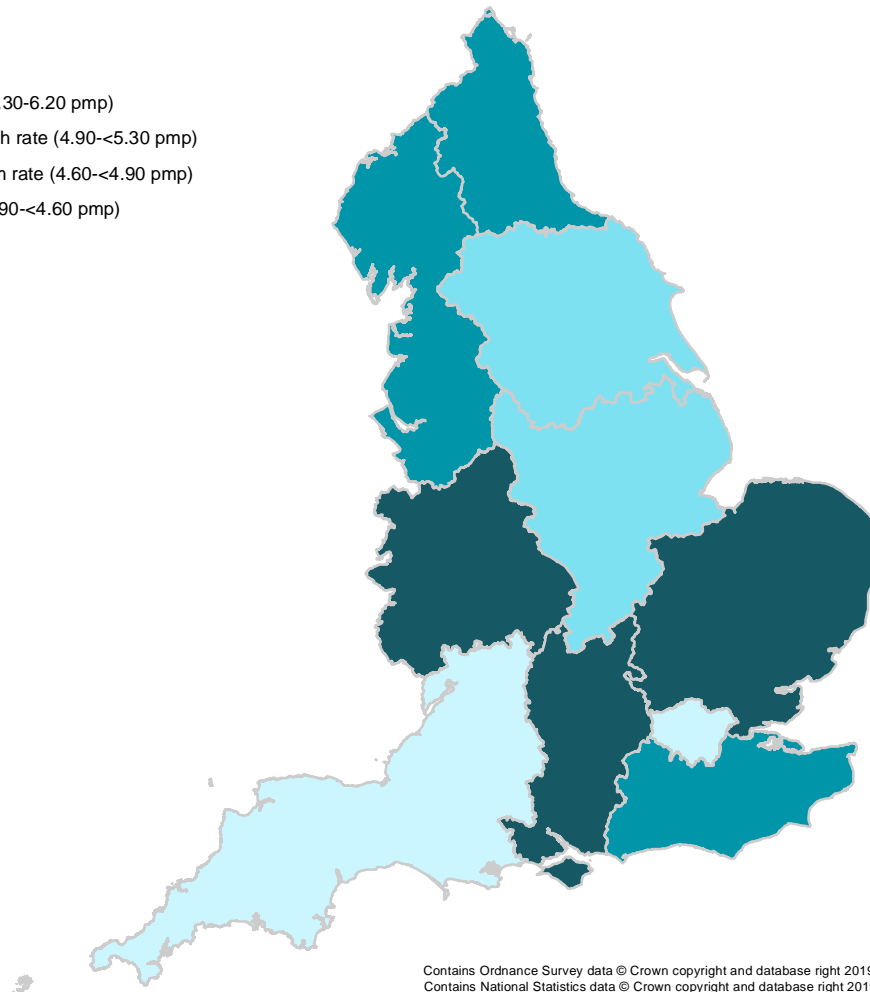 .30-6.20 pmp)
h rate (4.90-<5.30 pmp)
rate (4.60-<4.90 pmp)
90-<4.60 pmp)
Contains Ordnance Survey data © Crown copyright and database right 2019
Contains National Statistics data © Crown copyright and database right 2019